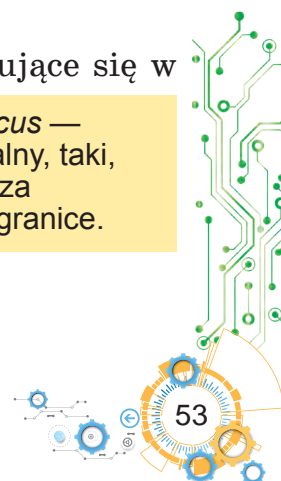 ujące się w
cus —
alny, taki,
za
granice.
53